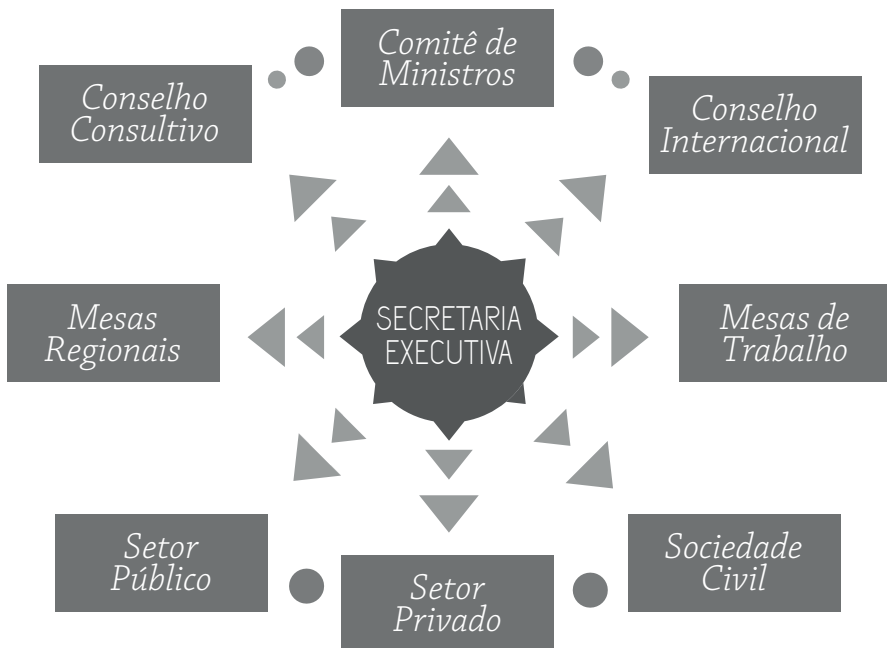 Comitê de
Ministros
Conselho
Consultivo
Conselho
Internacional
SECRETARIA
EXECUTIVA
Mesas
Regionais
Mesas de
Trabalho
Setor
Público
Setor
Privado
Sociedade
Civil